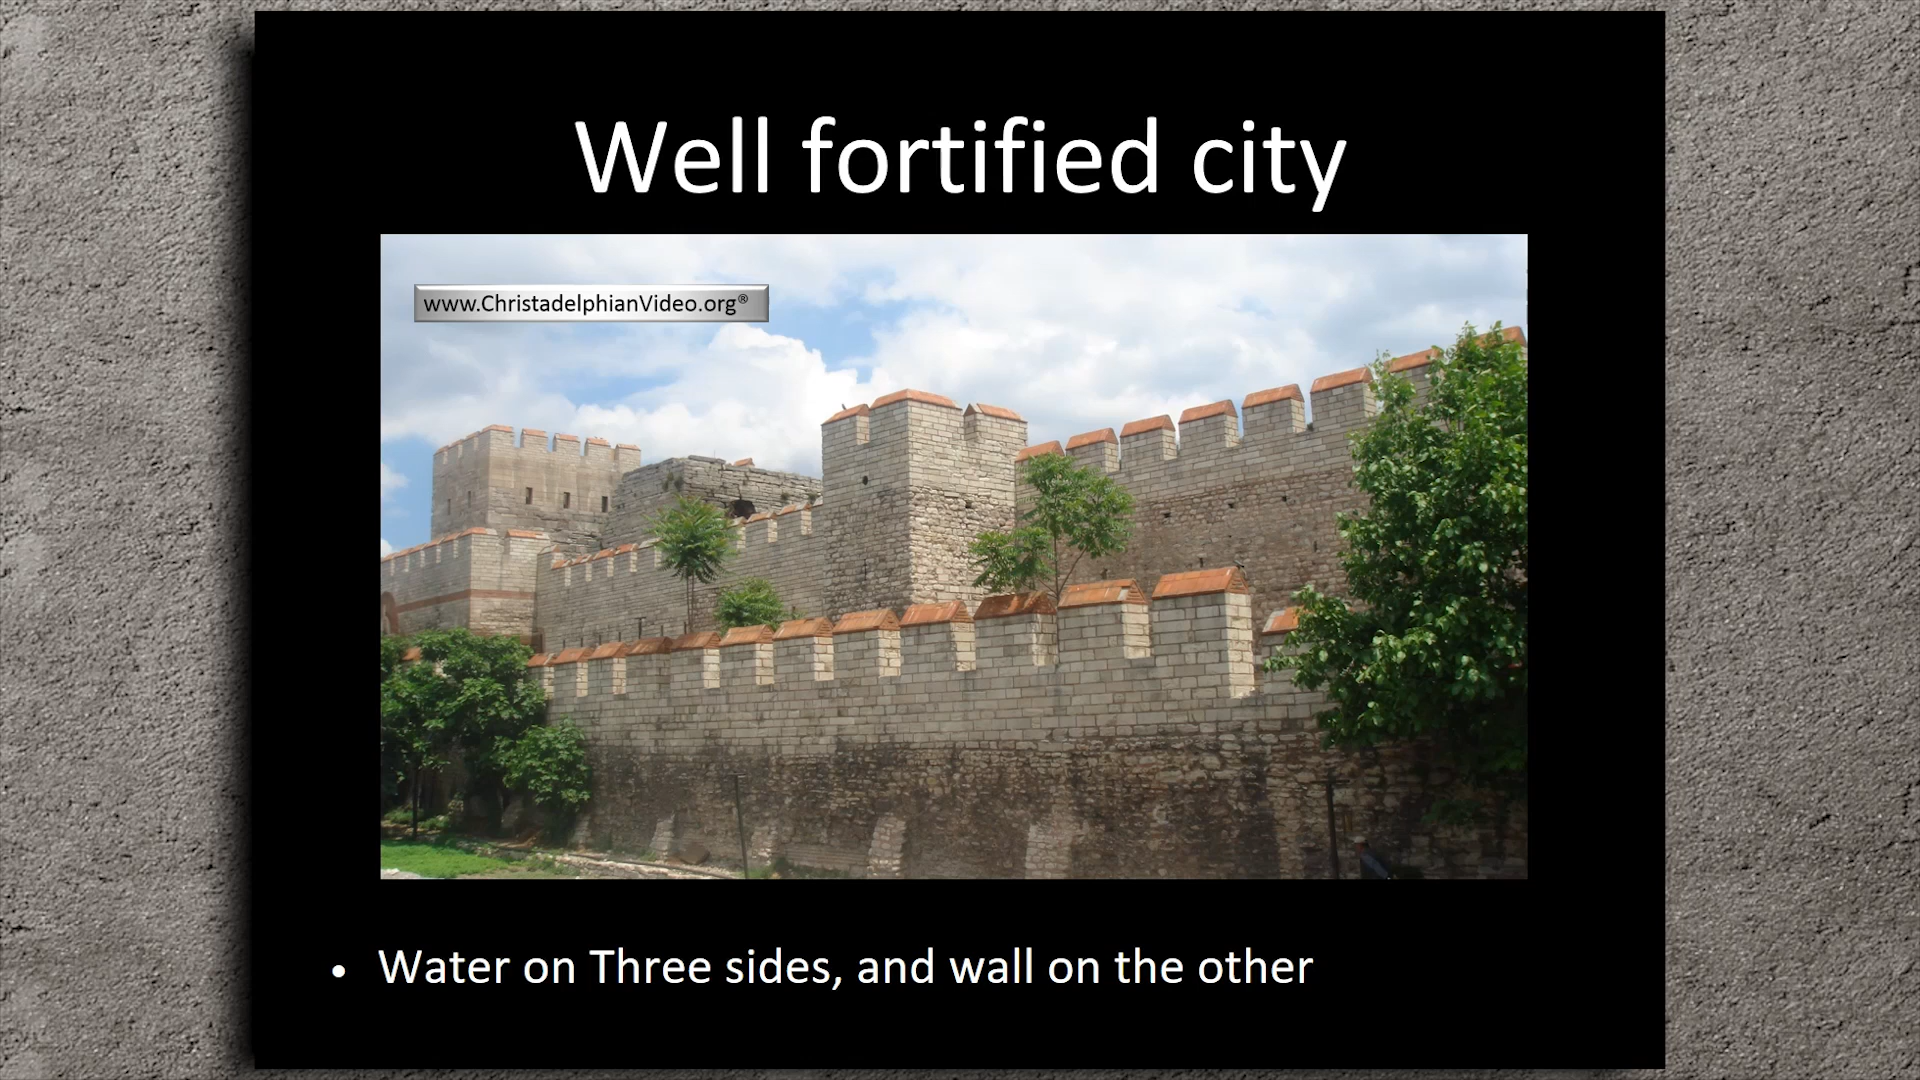 Well fortified city
www.ChristadelphianVideo.org®
• Water on Three sides, and wall on the other